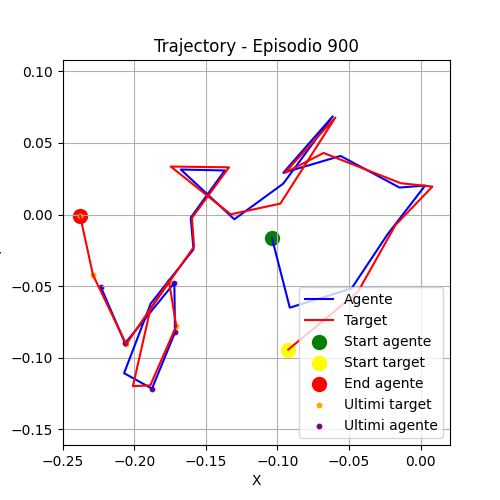 Trajectory - Episodio 900
0.10
0.05
0.00
−0.05
−0.10
−0.15
−0.25
−0.20
−0.15
−0.10
−0.05
0.00
X
Agente
Target
Start agente
Start target
End agente
Ultimi target
Ultimi agente